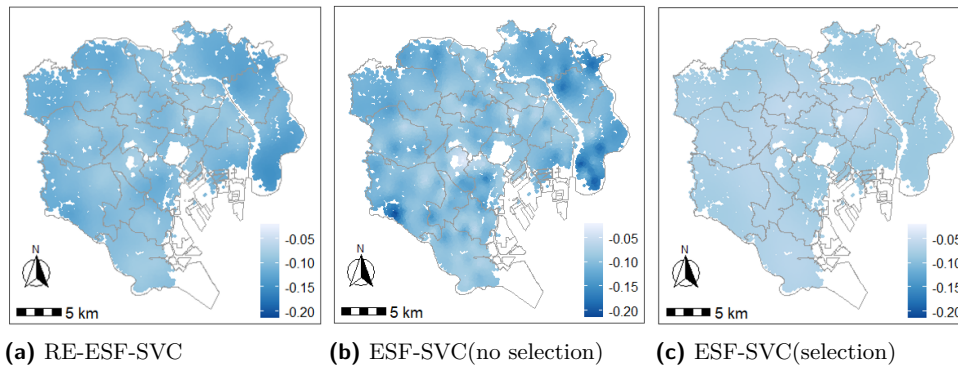 N
5 km
-0.05
-0.10
-0.15
-0.20
N
5 km
-0.05
-0.10
-0.15
-0.20
N
5 km
-0.05
-0.10
-0.15
-0.20
(a) RE-ESF-SVC
(b) ESF-SVC(no selection)
(c) ESF-SVC(selection)